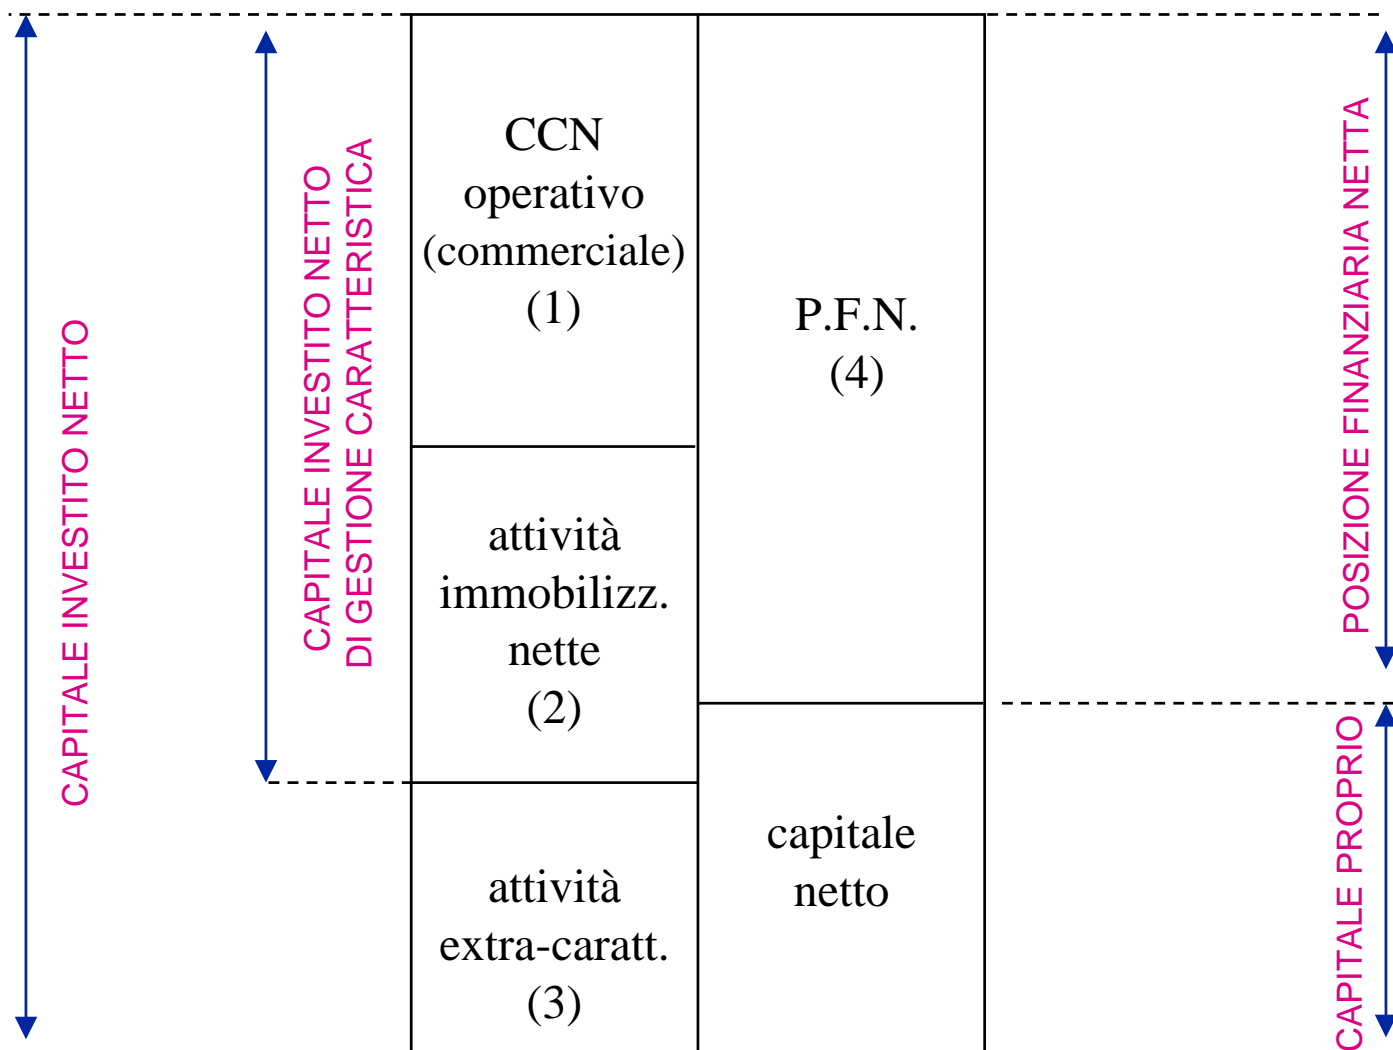 CAPITALE INVESTITO NETTO
CAPITALE INVESTITO NETTO
DI GESTIONE CARATTERISTICA
CCN
operativo
(commerciale)
(1)
attività
immobilizz.
nette
(2)
attività
extra-caratt.
(3)
P.F.N.
(4)
capitale
netto
POSIZIONE FINANZIARIA NETTA
CAPITALE PROPRIO